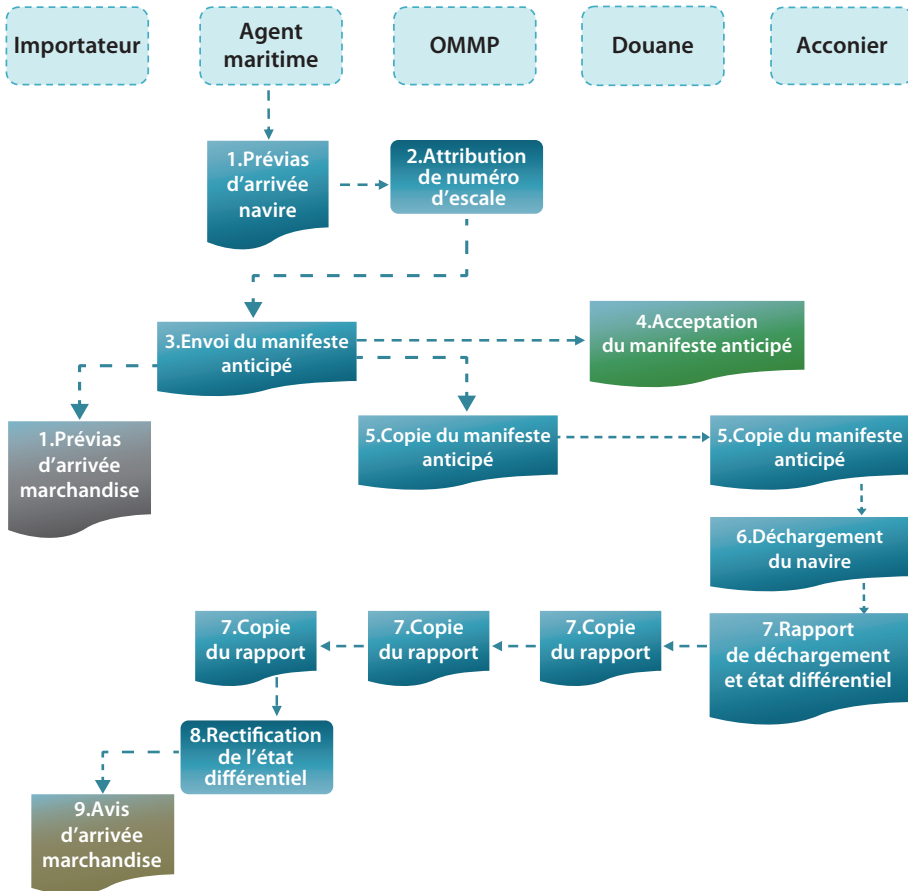 Importateur
Agent
maritime
OMMP
Douane
Acconier
1.Prévias
d’arrivée
navire
2.Attribution
de numéro
d’escale
3.Envoi du manifeste
anticipé
4.Acceptation
du manifeste anticipé
1.Prévias
d’arrivée
marchandise
5.Copie du manifeste
anticipé
5.Copie du manifeste
anticipé
6.Déchargement
du navire
7.Copie
du rapport
7.Copie
du rapport
7.Copie
du rapport
7.Rapport
de déchargement
et état différentiel
8.Rectification
de l’état
différentiel
9.Avis
d’arrivée
marchandise